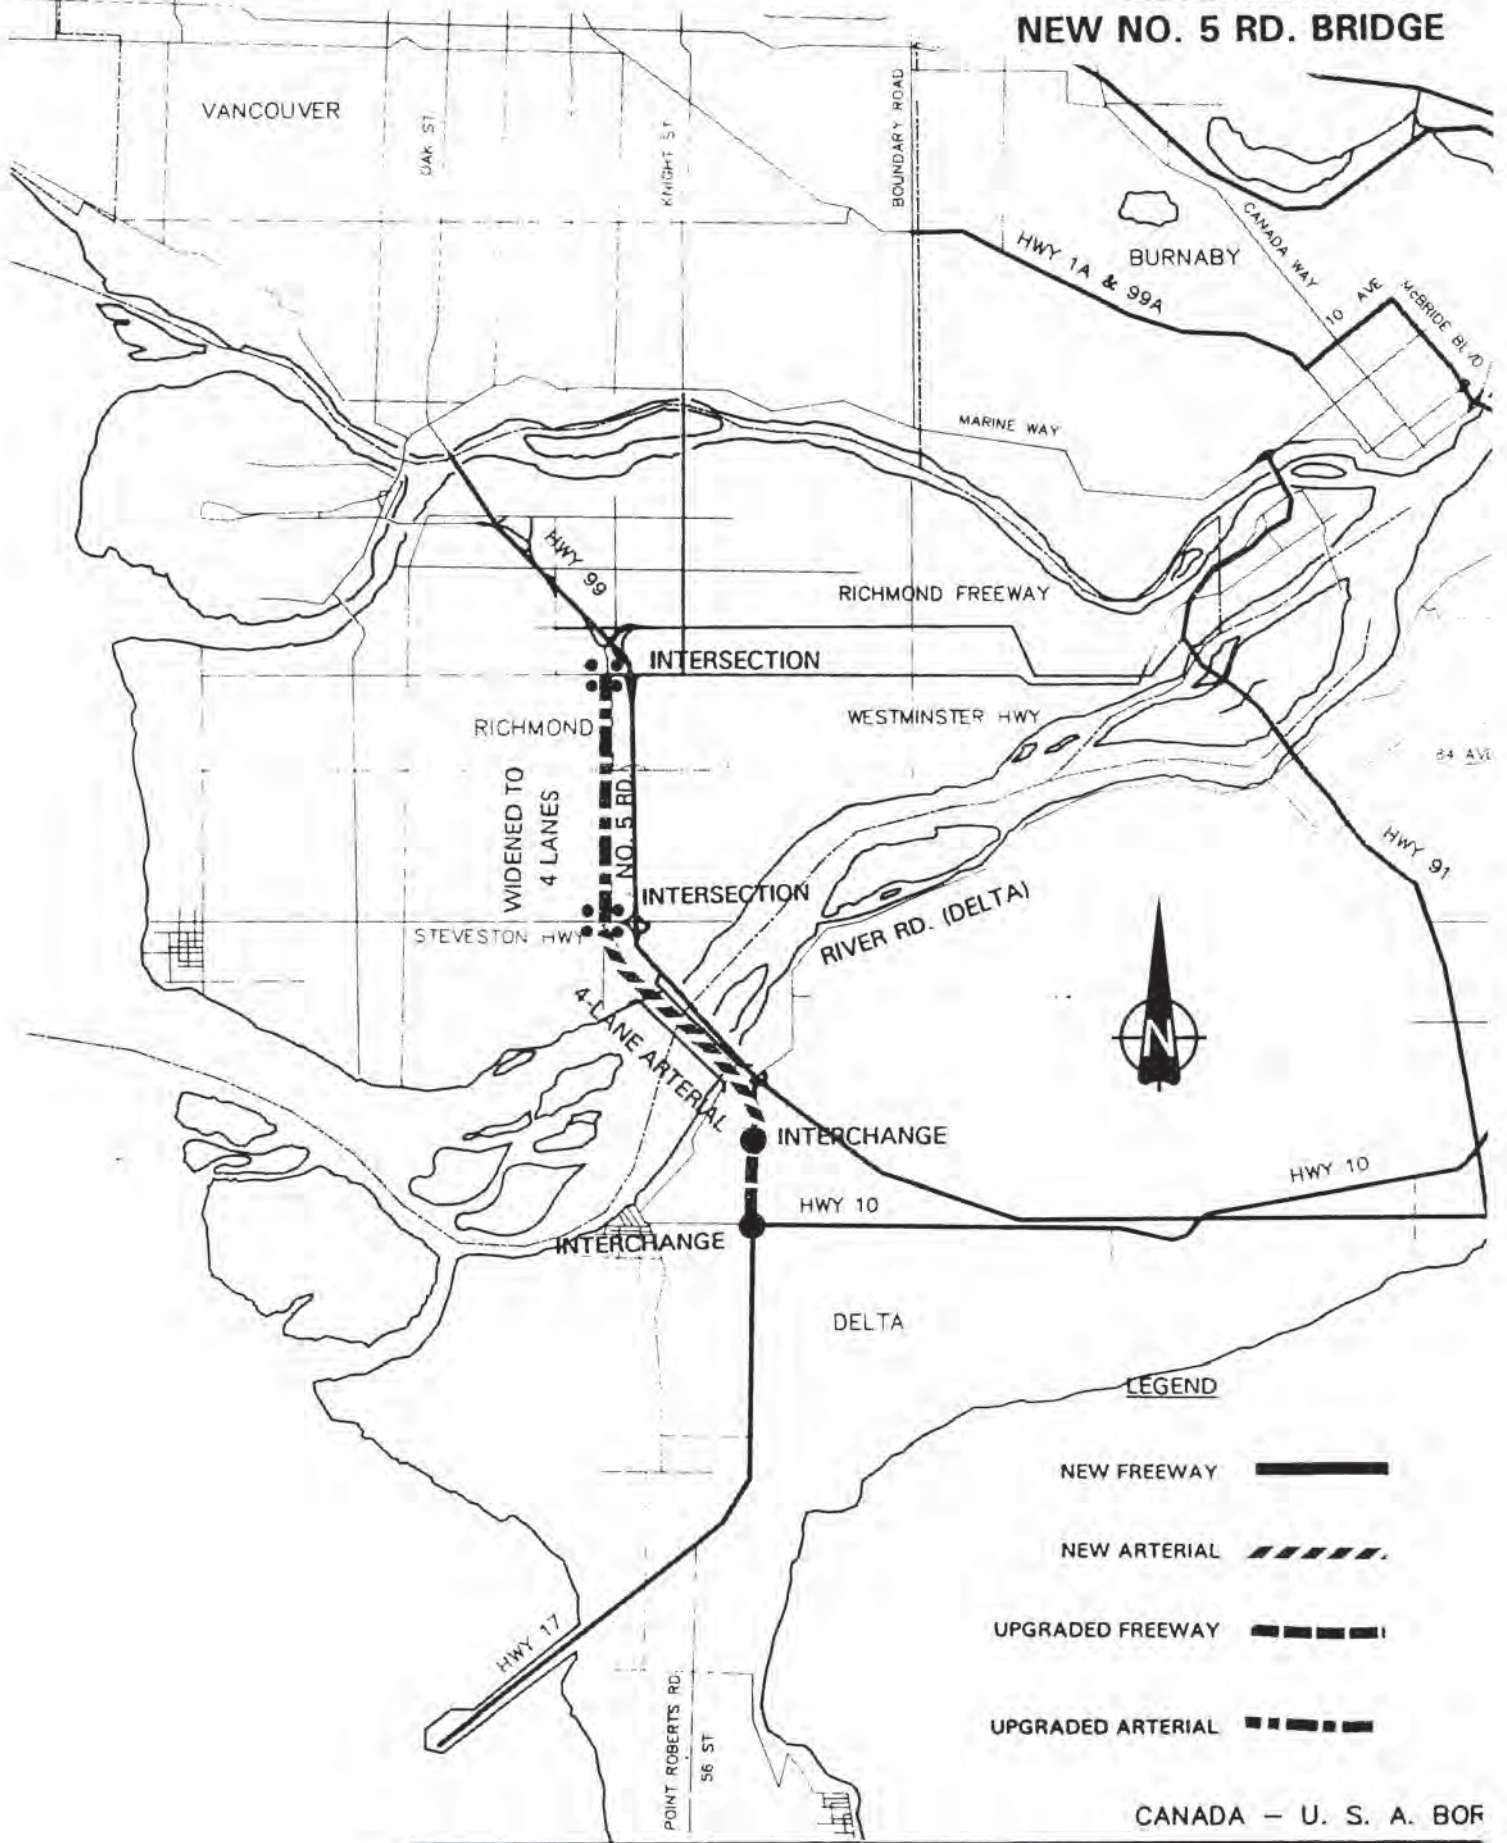 NEW NO. 5 RD. BRIDGE
VANCOUVER
OAK ST.
KNIGHT ST
BOUNDARY ROAD
CANADA WAY
BURNABY
HWY 1A & 99A
10 AVE
McBRIDE BLVD
MARINE WAY
HWY 99
RICHMOND FREEWAY
INTERSECTION
RICHMOND
WESTMINSTER HWY
84 AVE
WIDENED TO
4 LANES
NO. 5 RD.
HWY 91
INTERSECTION
STEVESTON HWY
RIVER RD. (DELTA)
4-LANE ARTERIAL
N
INTERCHANGE
HWY 10
HWY 10
INTERCHANGE
DELTA
LEGEND
NEW FREEWAY
NEW ARTERIAL
UPGRADED FREEWAY
UPGRADED ARTERIAL
HWY 17
POINT ROBERTS RD.
56 ST
CANADA – U. S. A. BOR